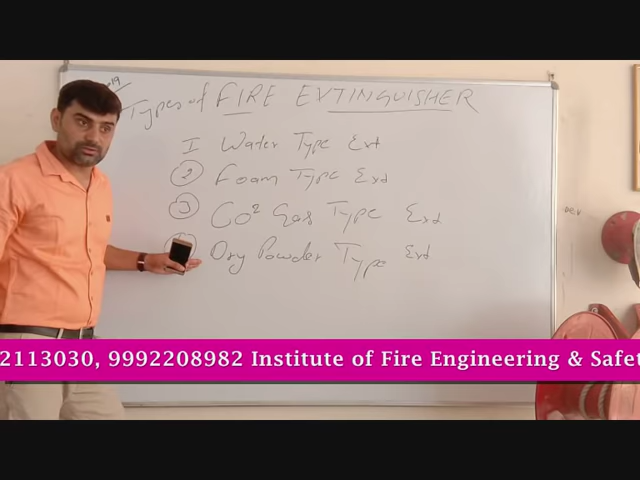 Types of FIRE EXTINGUISHER
I Water Type Ext
2 Foam Type Ext
3 CO² Gas Type Ext
Dry Powder Type Ext
2113030, 9992208982 Institute of Fire Engineering & Safet